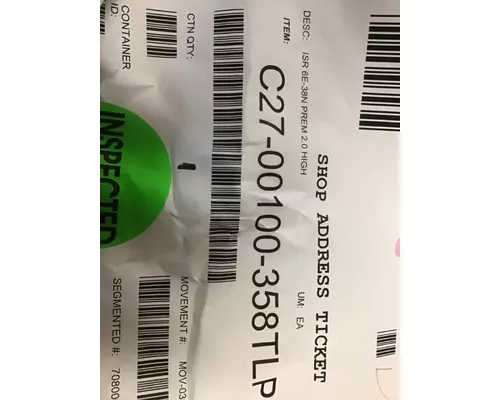 SHOP ADDRESS TICKET
DESC: ISR 6E-38N PREM 2.0 HIGH
UM: EA
ITEM:
C27-00100-358TLP
CTN QTY:
MOVEMENT #: MOV-03
CONTAINER
ID:
SEGMENTED #: 70800
INSPECTED